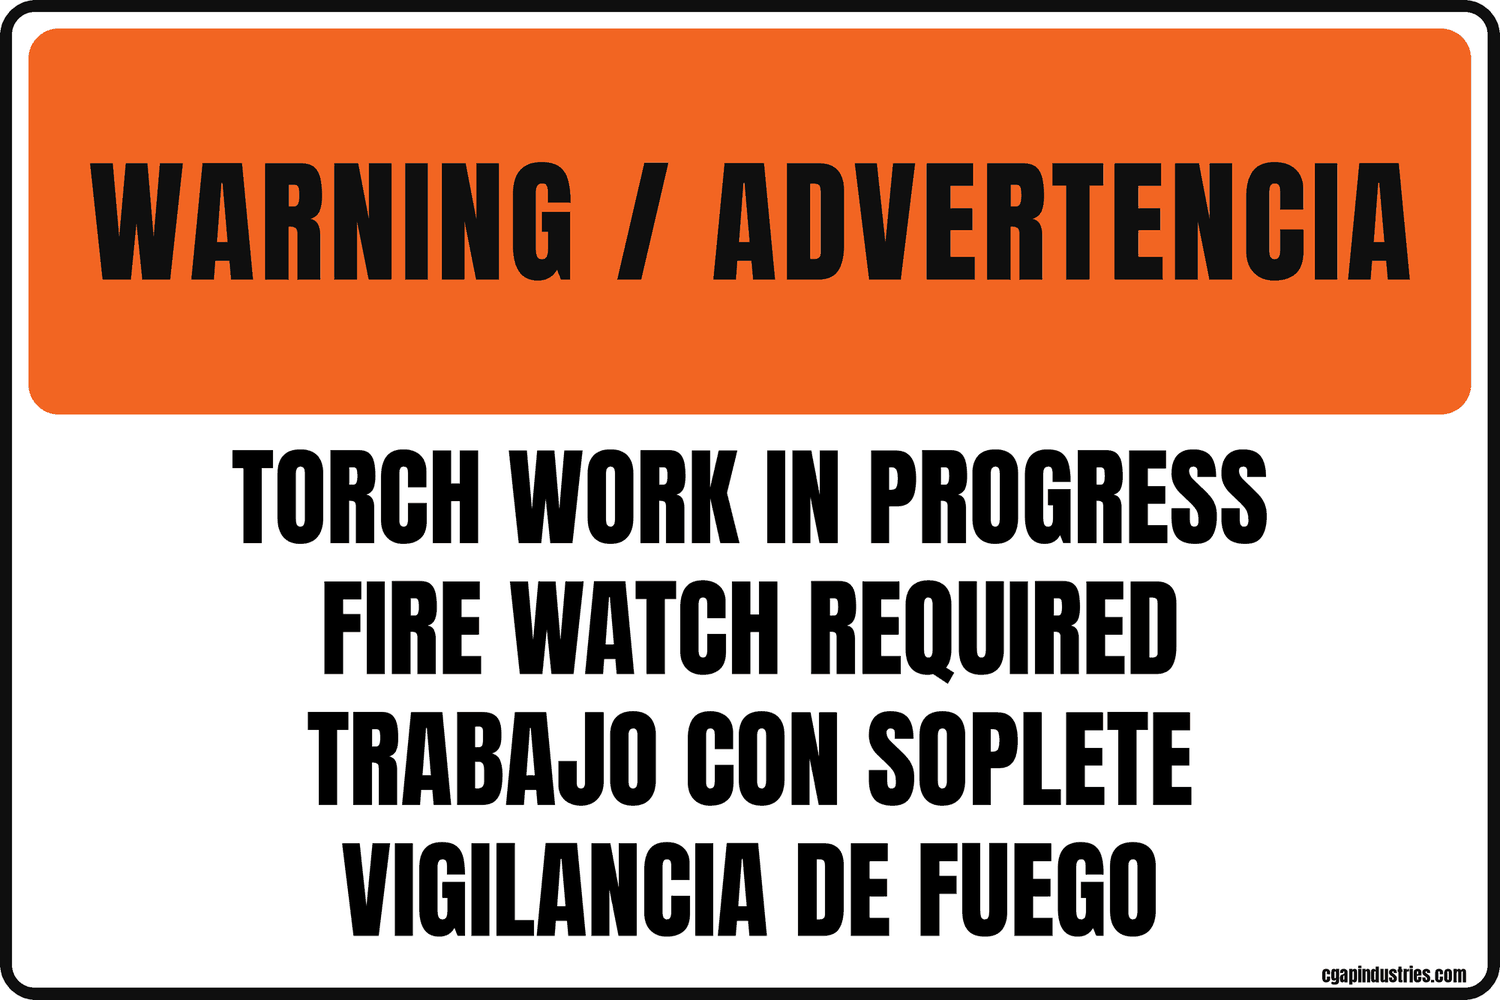 WARNING / ADVERTENCIA
TORCH WORK IN PROGRESS
FIRE WATCH REQUIRED
TRABAJO CON SOPLETE
VIGILANCIA DE FUEGO
cgapindustries.com